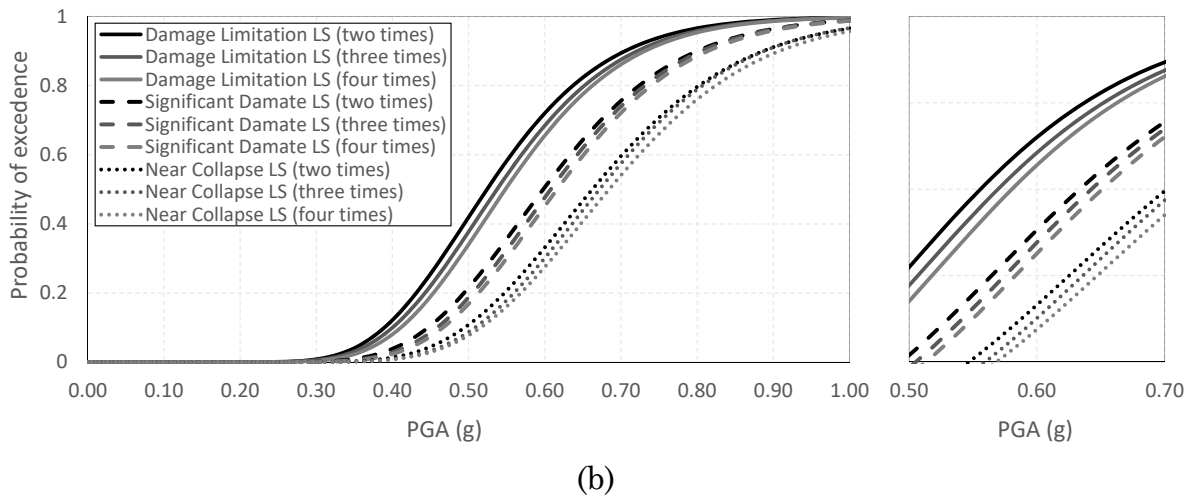 Probability of excedence
1
0.8
0.6
0.4
0.2
0
Damage Limitation LS (two times)
Damage Limitation LS (three times)
Damage Limitation LS (four times)
Significant Damate LS (two times)
Significant Damate LS (three times)
Significant Damate LS (four times)
Near Collapse LS (two times)
Near Collapse LS (three times)
Near Collapse LS (four times)
0.00 0.10 0.20 0.30 0.40 0.50 0.60 0.70 0.80 0.90 1.00
PGA (g)
0.50 0.60 0.70
PGA (g)
(b)